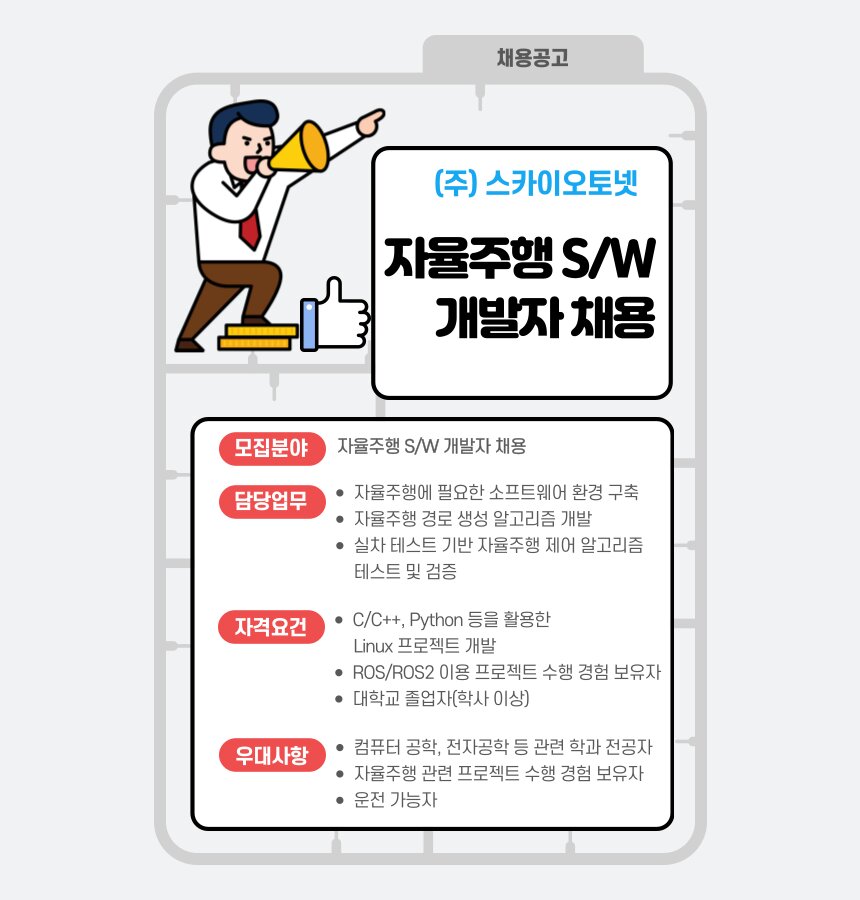 채용공고
(주) 스카이오토넷
자율주행 S/W
개발자 채용
모집분야 자율주행 S/W 개발자 채용
담당업무 • 자율주행에 필요한 소프트웨어 환경 구축
• 자율주행 경로 생성 알고리즘 개발
• 실차 테스트 기반 자율주행 제어 알고리즘
테스트 및 검증
자격요건 • C/C++, Python 등을 활용한
Linux 프로젝트 개발
• ROS/ROS2 이용 프로젝트 수행 경험 보유자
• 대학교 졸업자(학사 이상)
우대사항 • 컴퓨터 공학, 전자공학 등 관련 학과 전공자
• 자율주행 관련 프로젝트 수행 경험 보유자
• 운전 가능자